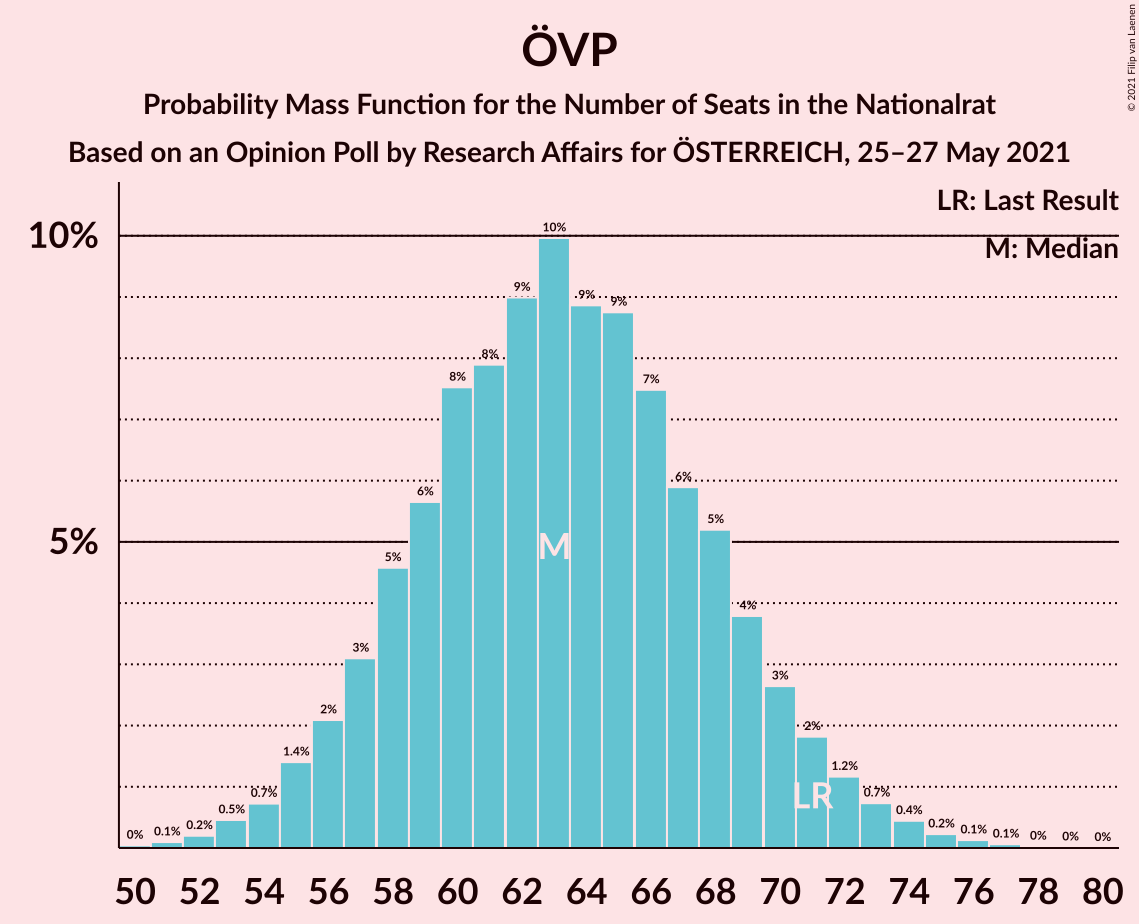 ÖVP
Probability Mass Function for the Number of Seats in the Nationalrat
Based on an Opinion Poll by Research Affairs for ÖSTERREICH, 25–27 May 2021
© 2021 Filip van Laenen
LR: Last Result
M: Median
10%
5%
0% 0.1% 0.2% 0.5% 0.7% 1.4% 2% 3% 5% 6% 8% 8% 9% 10% 9% 9% 7% 6% 5% 4% 3% 2% 1.2% 0.7% 0.4% 0.2% 0.1% 0.1% 0% 0% 0%
M
LR
50 52 54 56 58 60 62 64 66 68 70 72 74 76 78 80